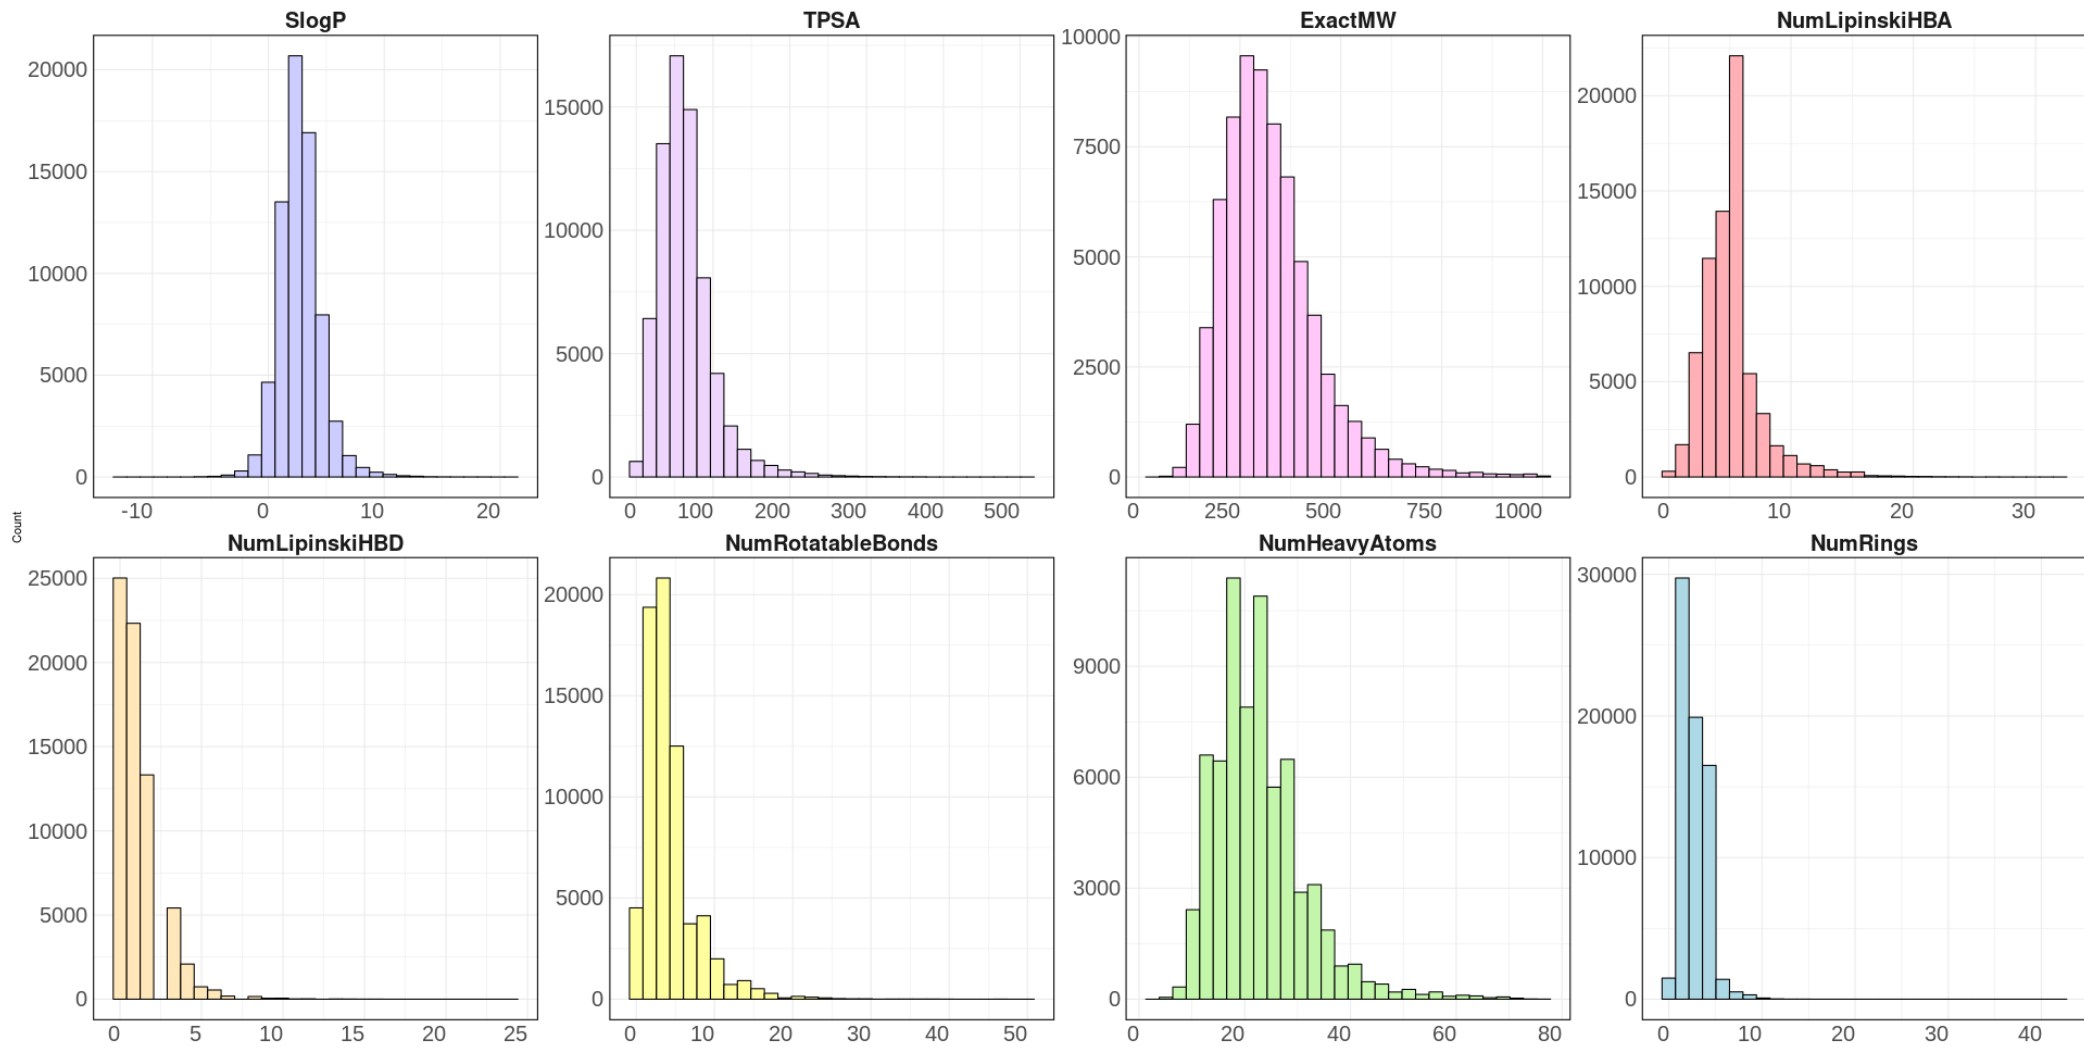 SlogP
TPSA
ExactMW
NumLipinskiHBA
20000
15000
10000
5000
0
-10 0 10 20
15000
10000
5000
0
0 100 200 300 400 500
10000
7500
5000
2500
0
0 250 500 750 1000
20000
15000
10000
5000
0
0 10 20 30
Count
NumLipinskiHBD
NumRotatableBonds
NumHeavyAtoms
NumRings
25000
20000
15000
10000
5000
0
0 5 10 15 20 25
20000
15000
10000
5000
0
0 10 20 30 40 50
9000
6000
3000
0
0 20 40 60 80
30000
20000
10000
0
0 10 20 30 40